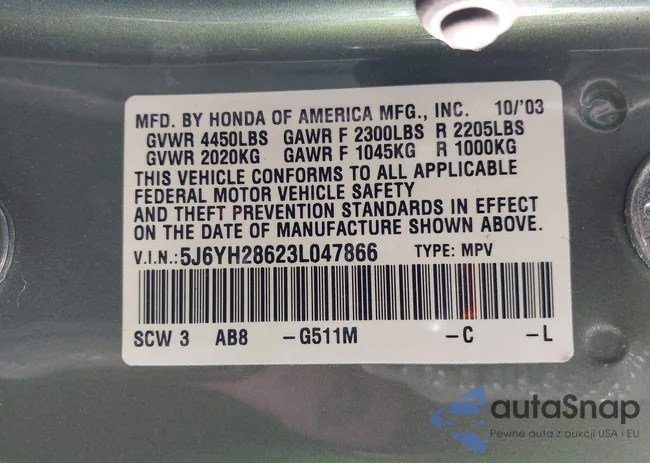 MFD. BY HONDA OF AMERICA MFG., INC. 10/'03
GVWR 4450LBS GAWR F 2300LBS R 2205LBS
GVWR 2020KG GAWR F 1045KG R 1000KG
THIS VEHICLE CONFORMS TO ALL APPLICABLE
FEDERAL MOTOR VEHICLE SAFETY
AND THEFT PREVENTION STANDARDS IN EFFECT
ON THE DATE OF MANUFACTURE SHOWN ABOVE.
V.I.N.:5J6YH28623L047866 TYPE: MPV
SCW 3 AB8 -G511M -C -L
autaSnap
Pewne auta z aukcji USA i EU